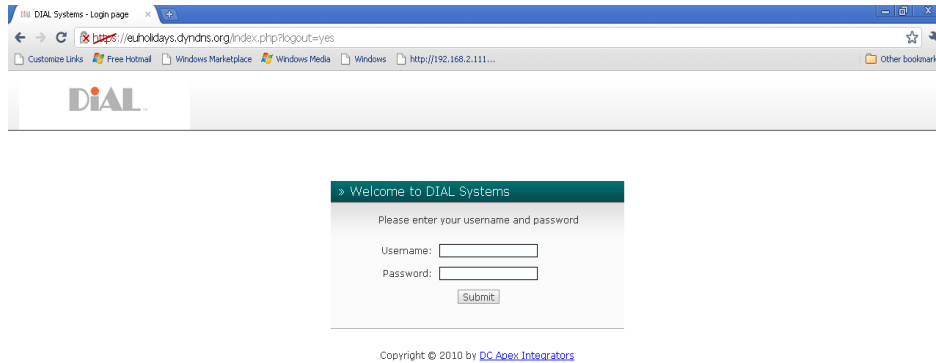 DIAL Systems - Login page
https://euholidays.dyndns.org/index.php?logout=yes
Customize Links Free Hotmail Windows Marketplace Windows Media Windows http://192.168.2.111... Other bookmark
DiAL
» Welcome to DIAL Systems
Please enter your username and password
Username:
Password:
Submit
Copyright © 2010 by DC Apex Integrators